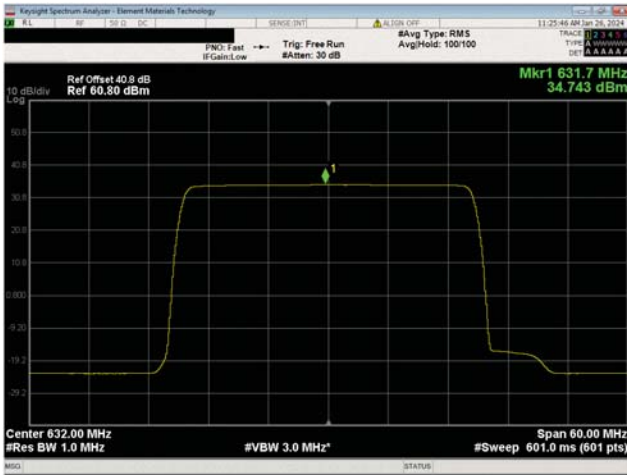 Keysight Spectrum Analyzer - Element Materials Technology
RL RF 50 Ω DC SENSE:INT ALIGN OFF 11:25:46 AM Jan 26, 2024
PNO: Fast Trig: Free Run #Avg Type: RMS TRACE 1 2 3 4 5 6
IFGain:Low #Atten: 30 dB Avg|Hold: 100/100 TYPE A WWWWW
DET A A A A A A
Mkr1 631.7 MHz
34.743 dBm
Ref Offset 40.8 dB
10 dB/div Ref 60.80 dBm
Log
50.8
40.8
1
30.8
20.8
10.8
0.800
-9.20
-19.2
-29.2
Center 632.00 MHz Span 60.00 MHz
#Res BW 1.0 MHz #VBW 3.0 MHz* #Sweep 601.0 ms (601 pts)
MSG STATUS